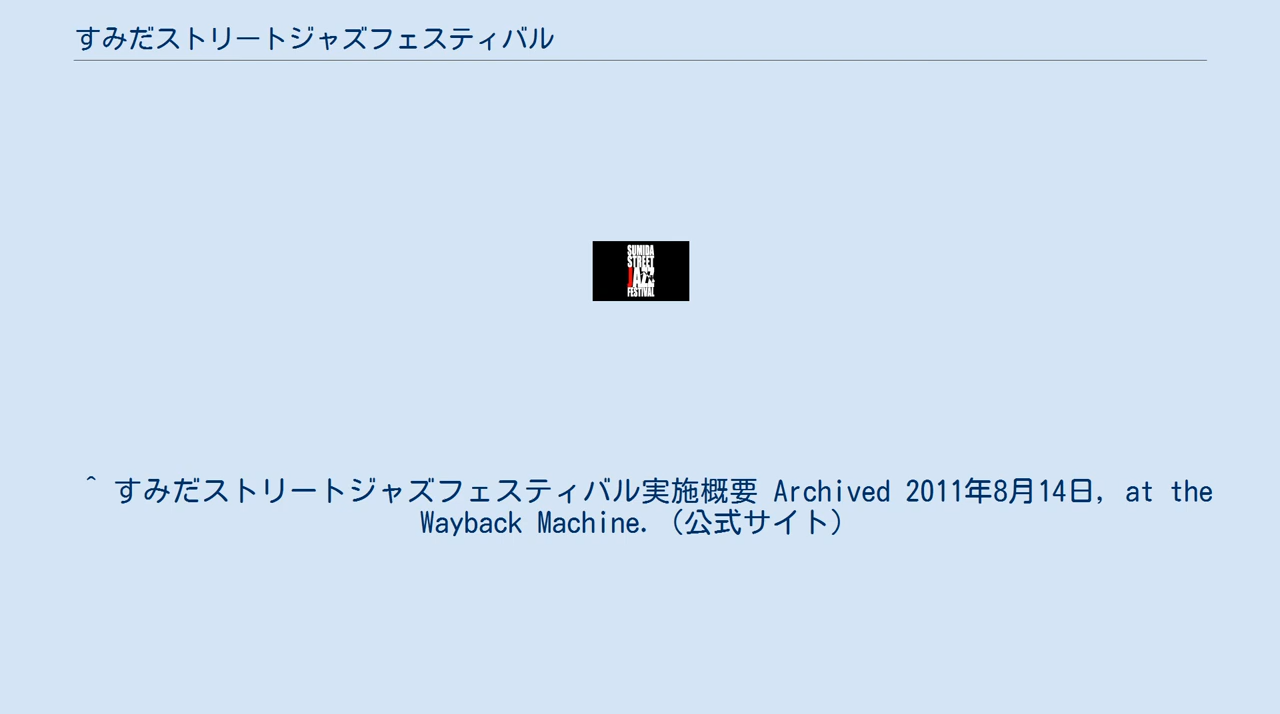 すみだストリートジャズフェスティバル
SUMIDA
STREET
JAZZ
FESTIVAL
^ すみだストリートジャズフェスティバル実施概要 Archived 2011年8月14日, at the
Wayback Machine. (公式サイト)